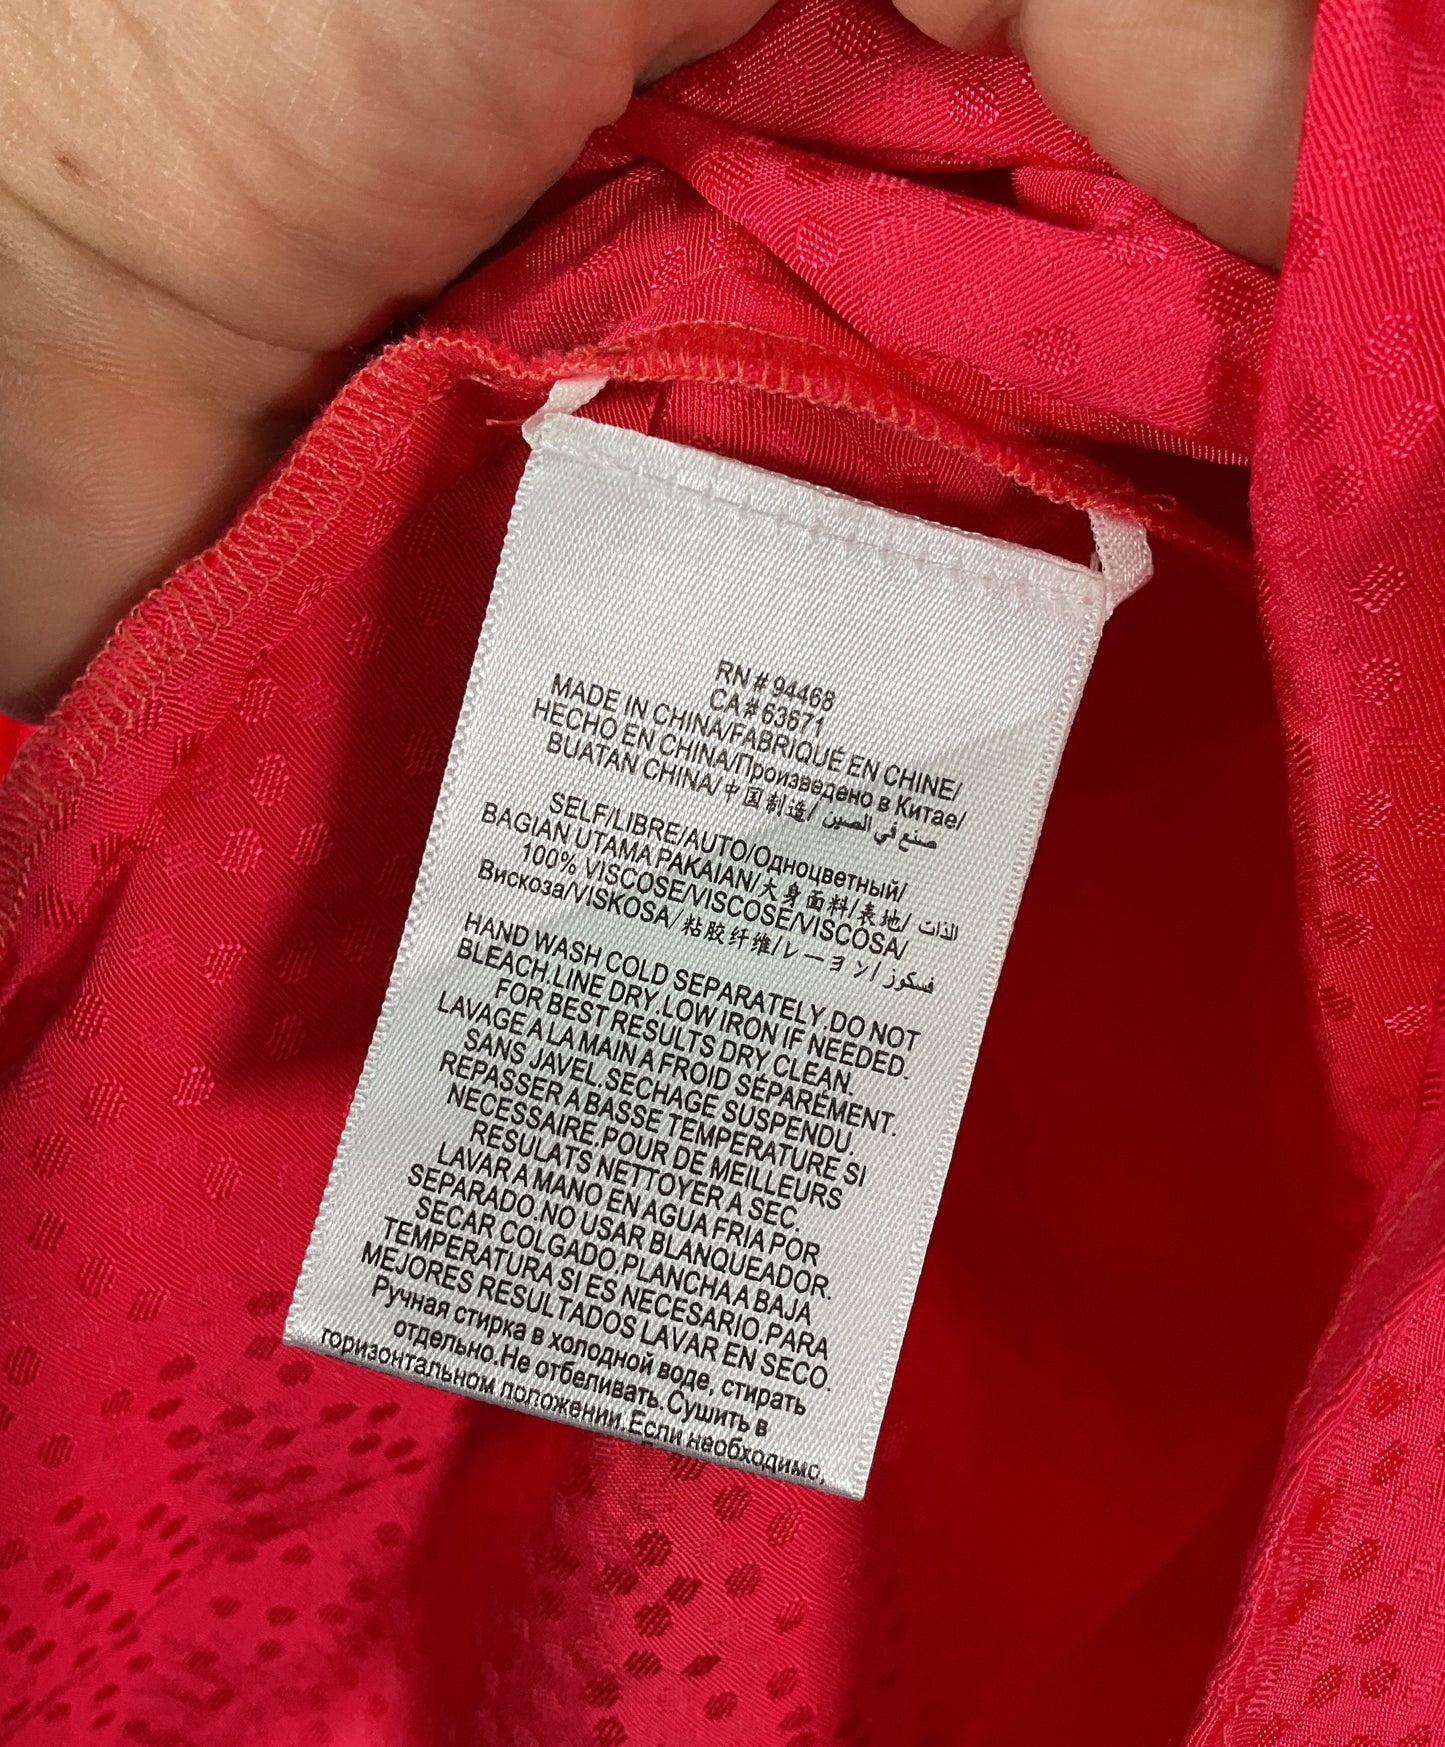 RN # 94468
CA# 63671
MADE IN CHINA/FABRIQUÉ EN CHINE/
HECHO EN CHINA/Произведено в Китае/
BUATAN CHINA/中国制造/ صنع في الصين
SELF/LIBRE/AUTO/Одноцветный/
BAGIAN UTAMA PAKAIAN/大身面料/表地/ الذات
100% VISCOSE/VISCOSE/VISCOSA/
Вискоза/VISKOSA/粘胶纤维/レーヨン/ فسكوز
HAND WASH COLD SEPARATELY.DO NOT
BLEACH.LINE DRY.LOW IRON IF NEEDED.
FOR BEST RESULTS DRY CLEAN.
LAVAGE A LA MAIN A FROID SÉPARÉMENT.
SANS JAVEL.SECHAGE SUSPENDU.
REPASSER A BASSE TEMPERATURE SI
NECESSAIRE.POUR DE MEILLEURS
RESULATS NETTOYER A SEC.
LAVAR A MANO EN AGUA FRIA POR
SEPARADO.NO USAR BLANQUEADOR.
SECAR COLGADO.PLANCHA A BAJA
TEMPERATURA SI ES NECESARIO.PARA
MEJORES RESULTADOS LAVAR EN SECO.
Ручная стирка в холодной воде, стирать
отдельно.Не отбеливать.Сушить в
горизонтальном положении.Если необходимо,